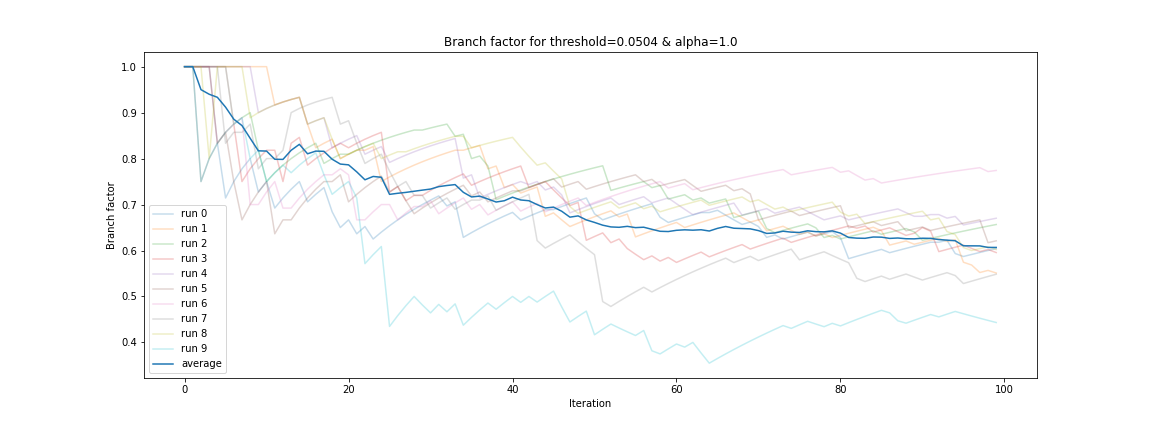 Branch factor for threshold=0.0504 & alpha=1.0
Branch factor
1.0
0.9
0.8
0.7
0.6
0.5
0.4
run 0
run 1
run 2
run 3
run 4
run 5
run 6
run 7
run 8
run 9
average
0 20 40 60 80 100
Iteration